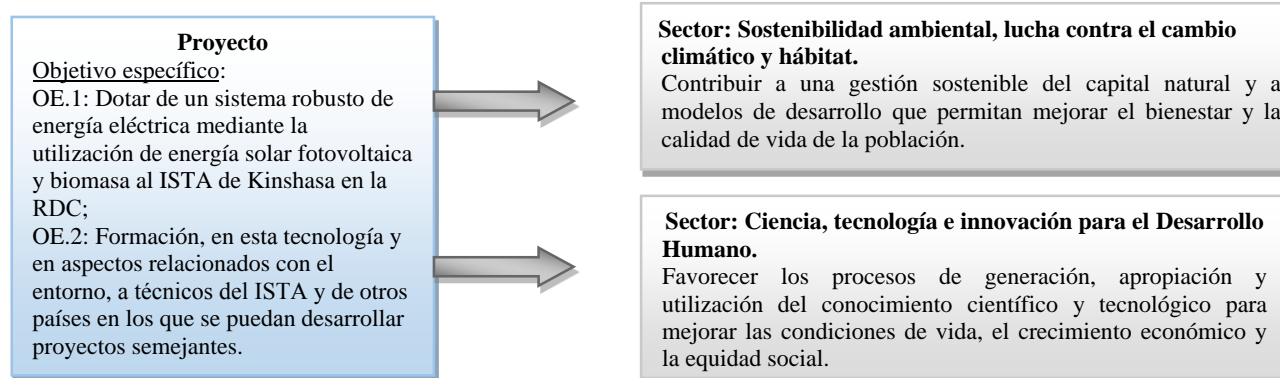 Proyecto
Objetivo específico:
OE.1: Dotar de un sistema robusto de
energía eléctrica mediante la
utilización de energía solar fotovoltaica
y biomasa al ISTA de Kinshasa en la
RDC;
OE.2: Formación, en esta tecnología y
en aspectos relacionados con el
entorno, a técnicos del ISTA y de otros
países en los que se puedan desarrollar
proyectos semejantes.
Sector: Sostenibilidad ambiental, lucha contra el cambio
climático y hábitat.
Contribuir a una gestión sostenible del capital natural y a
modelos de desarrollo que permitan mejorar el bienestar y la
calidad de vida de la población.
Sector: Ciencia, tecnología e innovación para el Desarrollo
Humano.
Favorecer los procesos de generación, apropiación y
utilización del conocimiento científico y tecnológico para
mejorar las condiciones de vida, el crecimiento económico y
la equidad social.